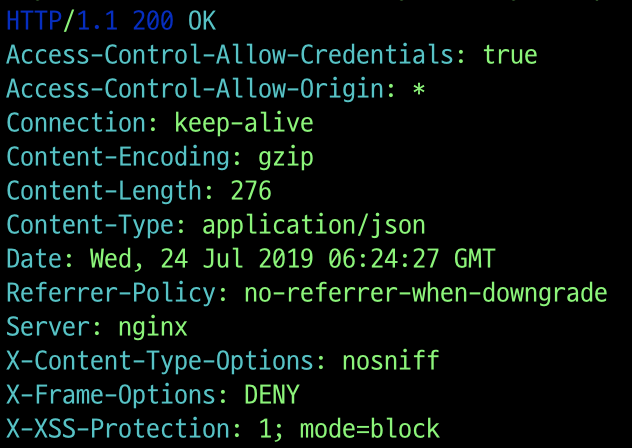 HTTP/1.1 200 OK
Access-Control-Allow-Credentials: true
Access-Control-Allow-Origin: *
Connection: keep-alive
Content-Encoding: gzip
Content-Length: 276
Content-Type: application/json
Date: Wed, 24 Jul 2019 06:24:27 GMT
Referrer-Policy: no-referrer-when-downgrade
Server: nginx
X-Content-Type-Options: nosniff
X-Frame-Options: DENY
X-XSS-Protection: 1; mode=block